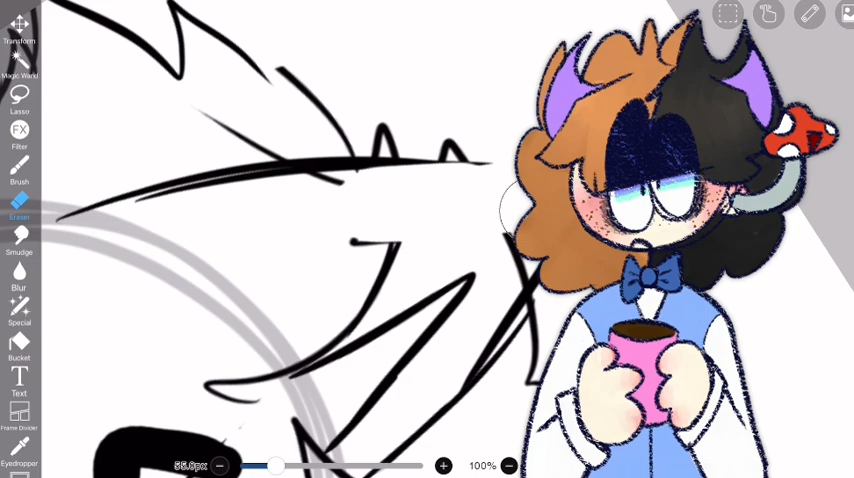 Transform
Magic Wand
Lasso
FX
Filter
Brush
Eraser
Smudge
Blur
Special
Bucket
T
Text
Frame Divider
Eyedropper
55.0px
100%